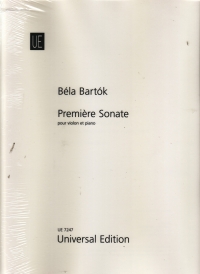 UE
Béla Bartók
Première Sonate
pour violon et piano
UE 7247
Universal Edition